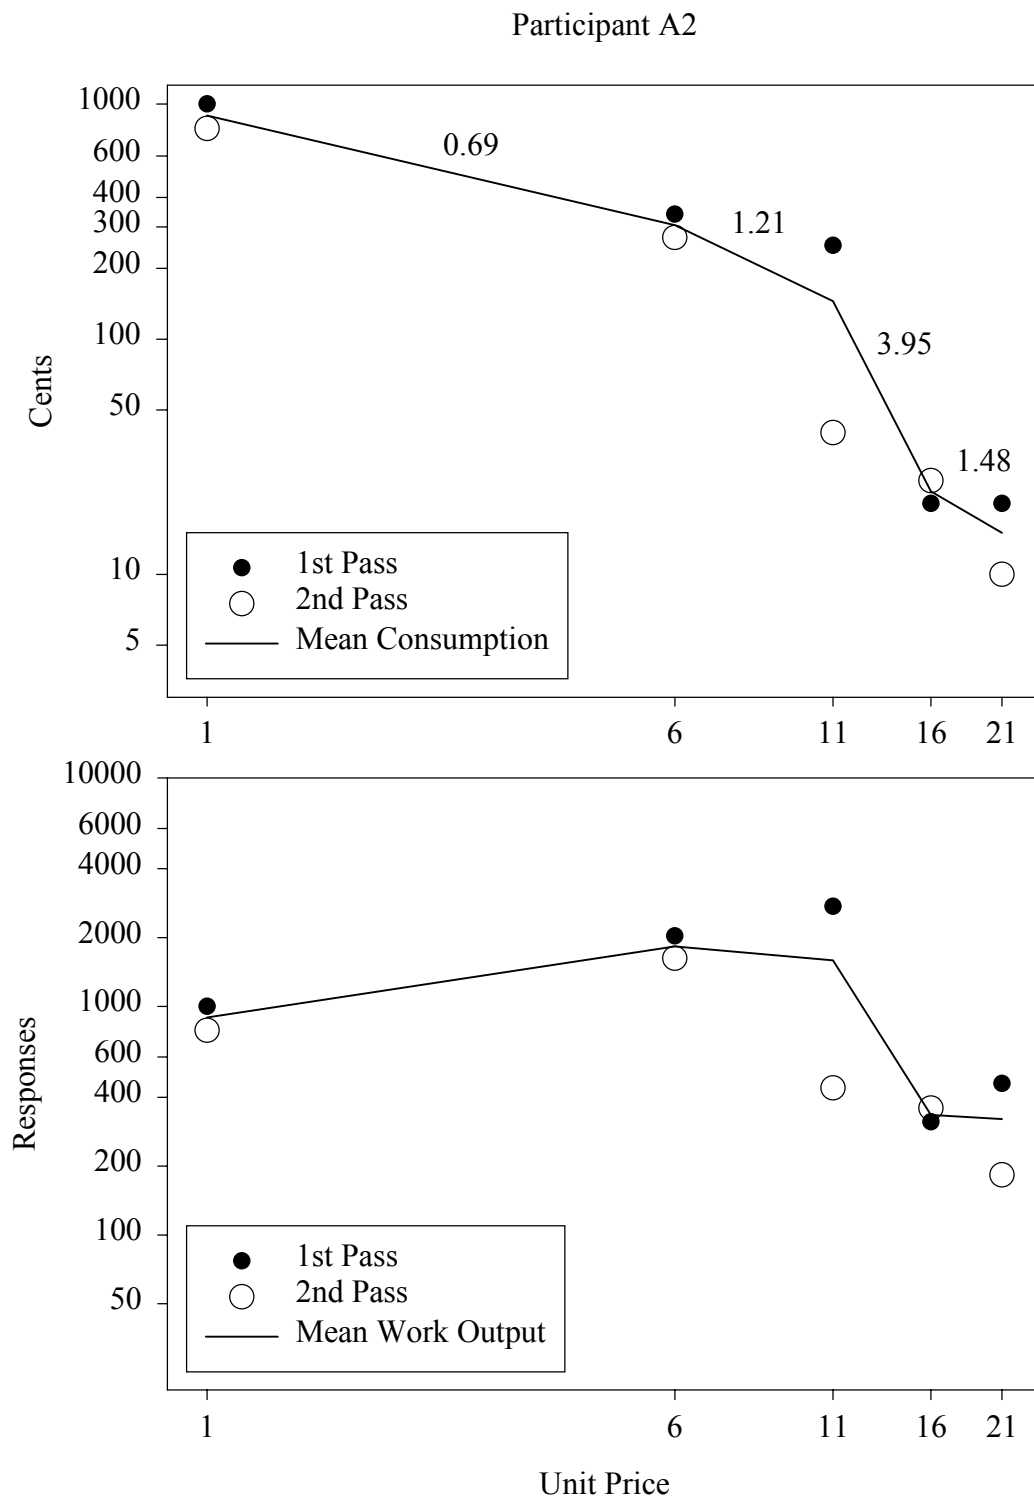 Participant A2
1000
600
400
300
200
100
50
10
5
Cents
0.69
1.21
3.95
1.48
1st Pass
2nd Pass
Mean Consumption
1 6 11 16 21
10000
6000
4000
2000
1000
600
400
200
100
50
Responses
1st Pass
2nd Pass
Mean Work Output
1 6 11 16 21
Unit Price